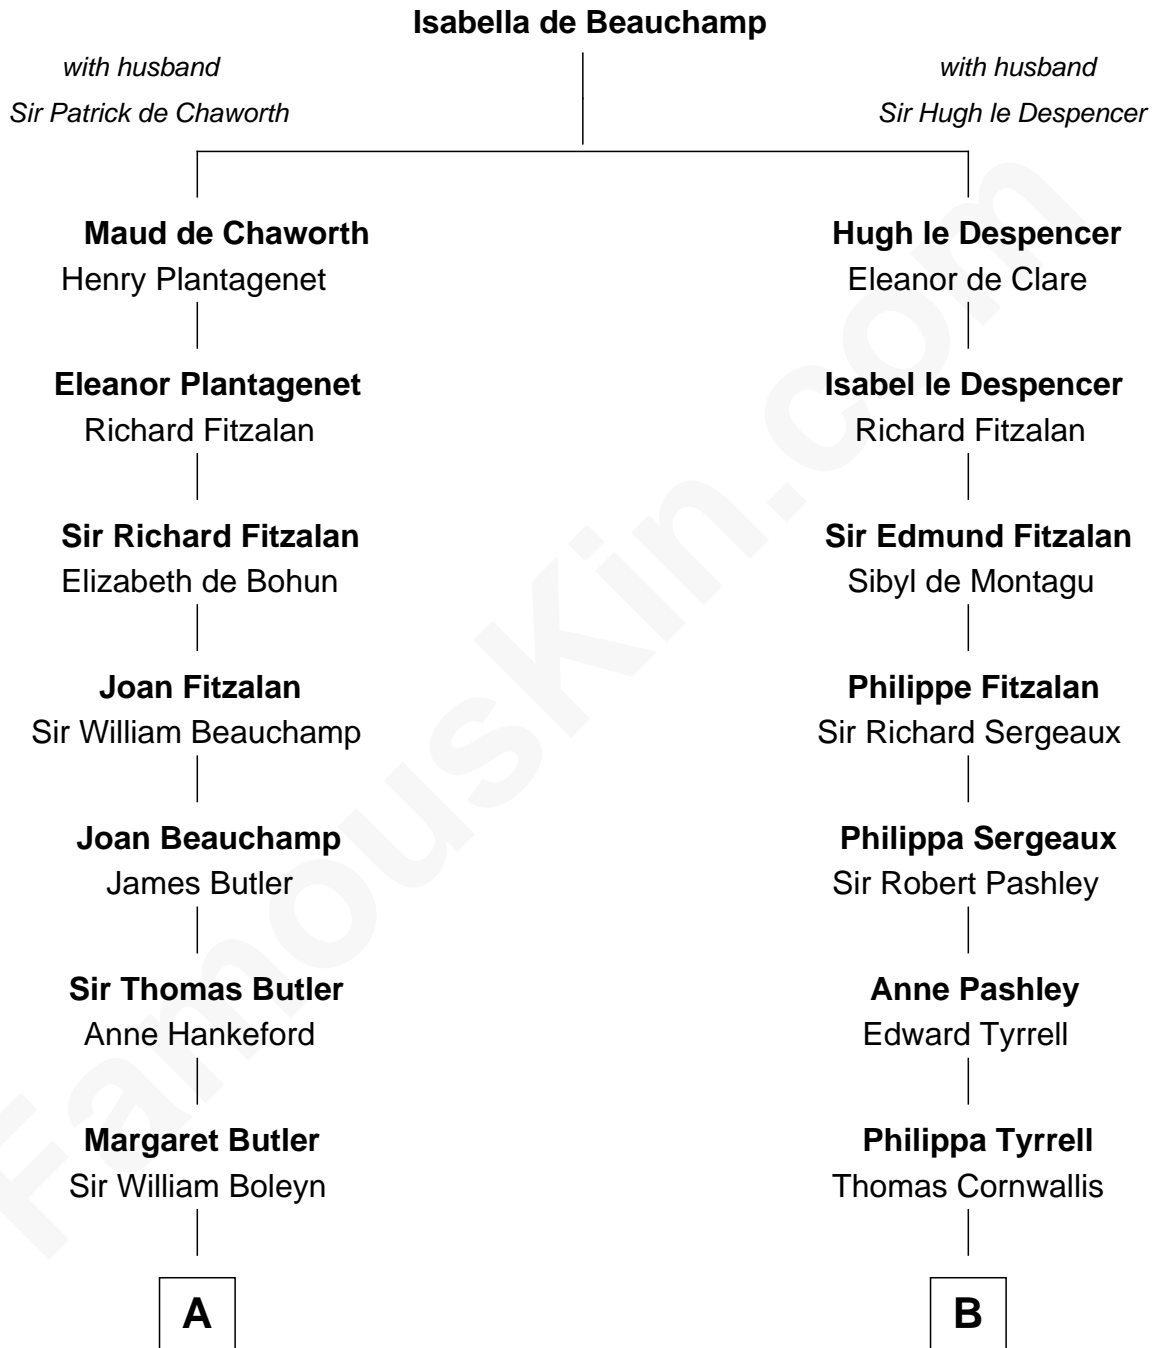 Isabella de Beauchamp
with husband
Sir Patrick de Chaworth
with husband
Sir Hugh le Despencer
Maud de Chaworth
Henry Plantagenet
Eleanor Plantagenet
Richard Fitzalan
Sir Richard Fitzalan
Elizabeth de Bohun
Joan Fitzalan
Sir William Beauchamp
Joan Beauchamp
James Butler
Sir Thomas Butler
Anne Hankeford
Margaret Butler
Sir William Boleyn
A
Hugh le Despencer
Eleanor de Clare
Isabel le Despencer
Richard Fitzalan
Sir Edmund Fitzalan
Sibyl de Montagu
Philippe Fitzalan
Sir Richard Sergeaux
Philippa Sergeaux
Sir Robert Pashley
Anne Pashley
Edward Tyrrell
Philippa Tyrrell
Thomas Cornwallis
B
FamousKin.com